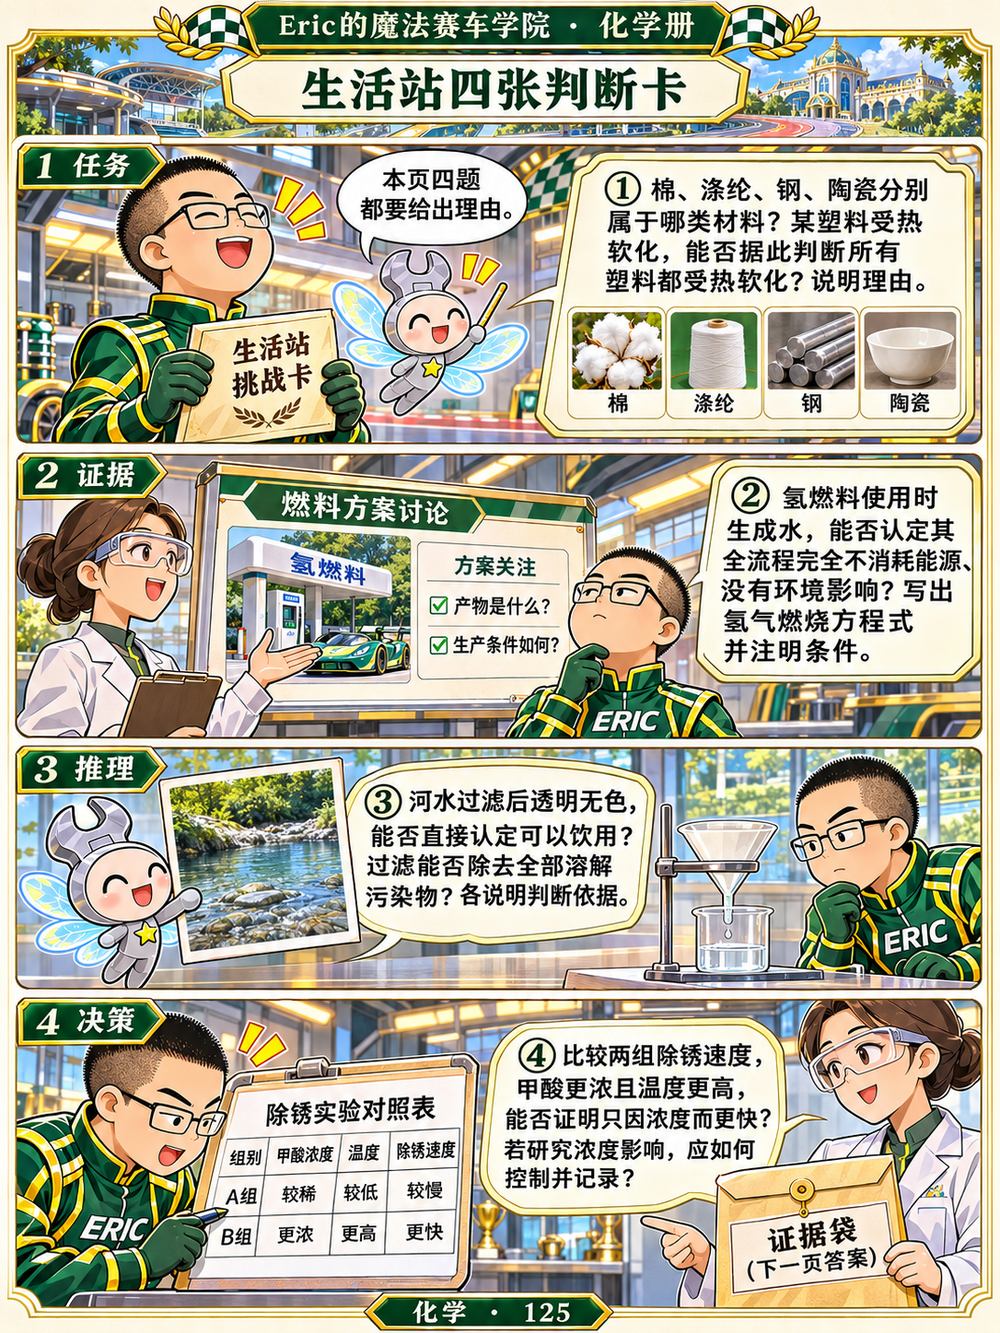 Eric的魔法赛车学院 · 化学册
生活站四张判断卡
1 任务
本页四题
都要给出理由。
生活站
挑战卡
① 棉、涤纶、钢、陶瓷分别
属于哪类材料？某塑料受热
软化，能否据此判断所有
塑料都受热软化？说明理由。
棉
涤纶
钢
陶瓷
2 证据
燃料方案讨论
氢燃料
方案关注
产物是什么？
生产条件如何？
ERIC
② 氢燃料使用时
生成水，能否认定其
全流程完全不消耗能源、
没有环境影响？写出
氢气燃烧方程式
并注明条件。
3 推理
③ 河水过滤后透明无色，
能否直接认定可以饮用？
过滤能否除去全部溶解
污染物？各说明判断依据。
ERIC
4 决策
ERIC
除锈实验对照表
组别 甲酸浓度 温度 除锈速度
A组 较稀 较低 较慢
B组 更浓 更高 更快
④ 比较两组除锈速度，
甲酸更浓且温度更高，
能否证明只因浓度而更快？
若研究浓度影响，应如何
控制并记录？
证据袋
(下一页答案)
化学 · 125